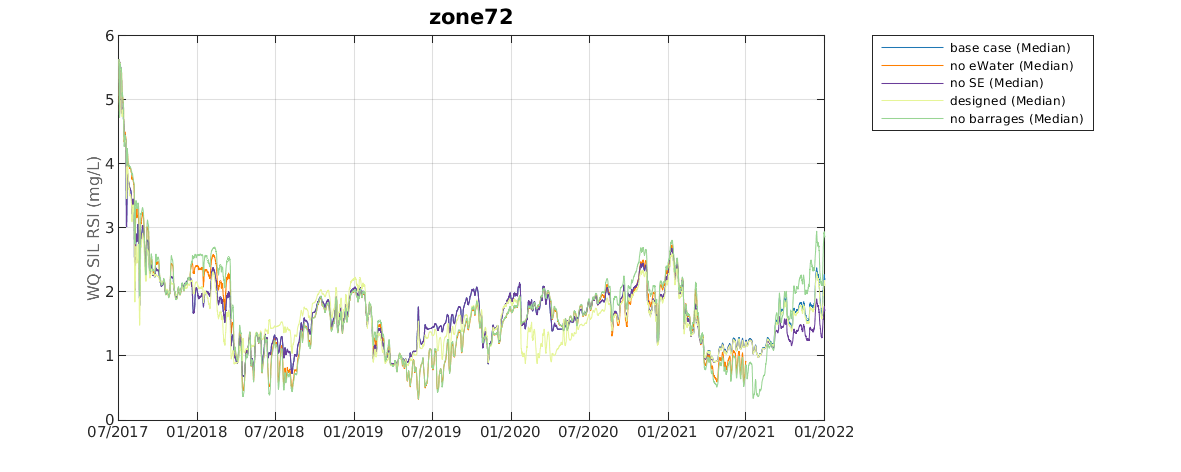 zone72
WQ SIL RSI (mg/L)
6
5
4
3
2
1
0
07/2017 01/2018 07/2018 01/2019 07/2019 01/2020 07/2020 01/2021 07/2021 01/2022
base case (Median)
no eWater (Median)
no SE (Median)
designed (Median)
no barrages (Median)